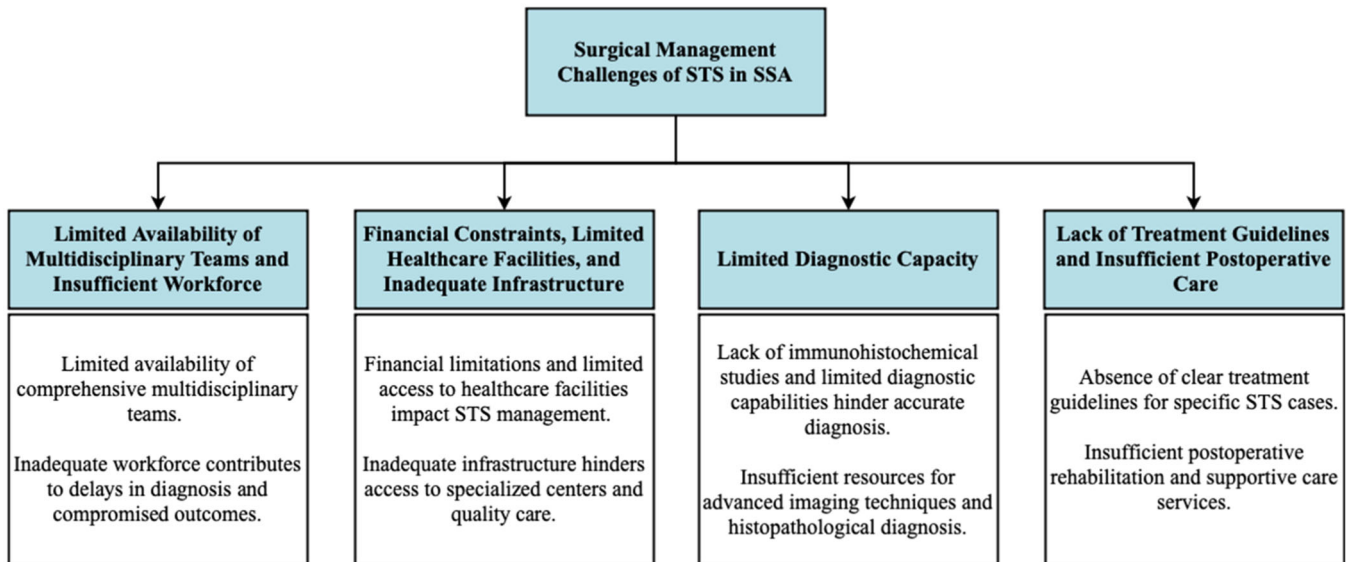 Surgical Management
Challenges of STS in SSA
Limited Availability of
Multidisciplinary Teams and
Insufficient Workforce
Limited availability of
comprehensive multidisciplinary
teams.
Inadequate workforce contributes
to delays in diagnosis and
compromised outcomes.
Financial Constraints, Limited
Healthcare Facilities, and
Inadequate Infrastructure
Financial limitations and limited
access to healthcare facilities
impact STS management.
Inadequate infrastructure hinders
access to specialized centers and
quality care.
Limited Diagnostic Capacity
Lack of immunohistochemical
studies and limited diagnostic
capabilities hinder accurate
diagnosis.
Insufficient resources for
advanced imaging techniques and
histopathological diagnosis.
Lack of Treatment Guidelines
and Insufficient Postoperative
Care
Absence of clear treatment
guidelines for specific STS cases.
Insufficient postoperative
rehabilitation and supportive care
services.